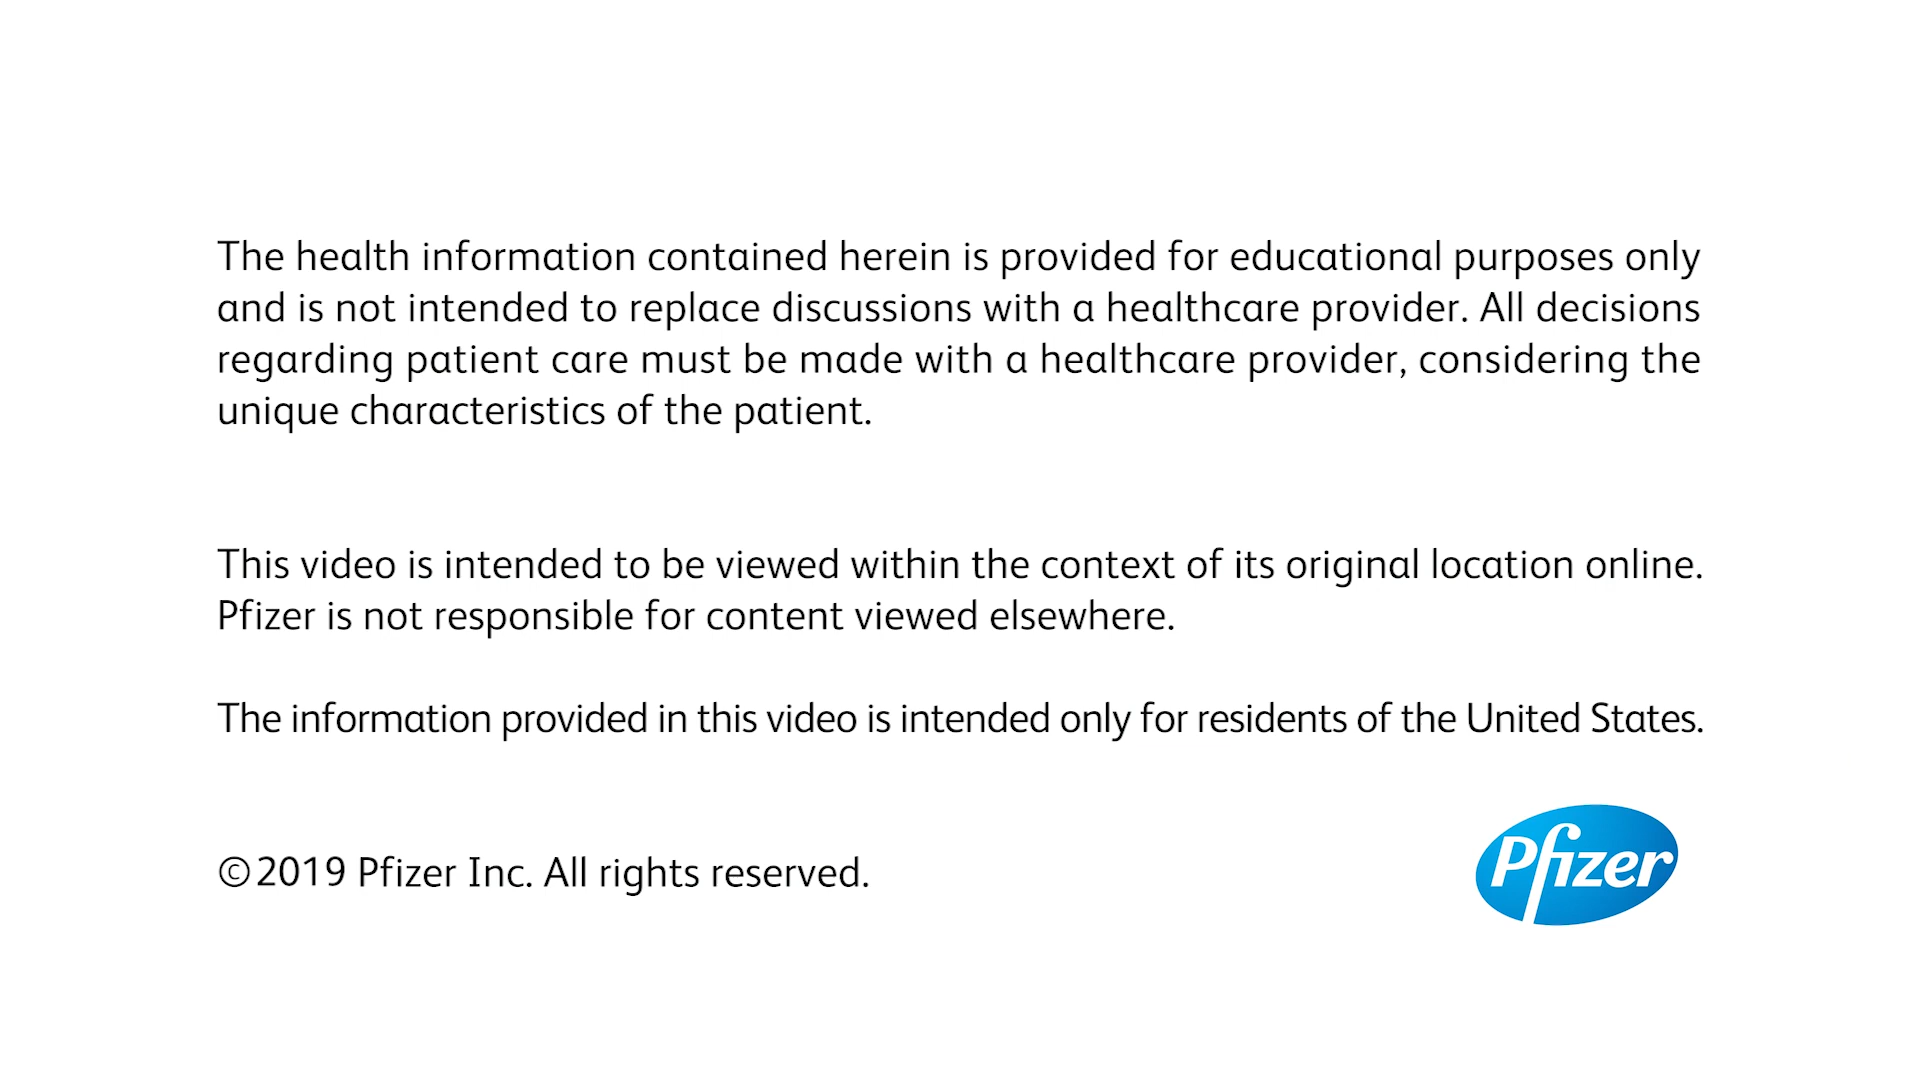 The health information contained herein is provided for educational purposes only
and is not intended to replace discussions with a healthcare provider. All decisions
regarding patient care must be made with a healthcare provider, considering the
unique characteristics of the patient.
This video is intended to be viewed within the context of its original location online.
Pfizer is not responsible for content viewed elsewhere.
The information provided in this video is intended only for residents of the United States.
©2019 Pfizer Inc. All rights reserved.
Pfizer